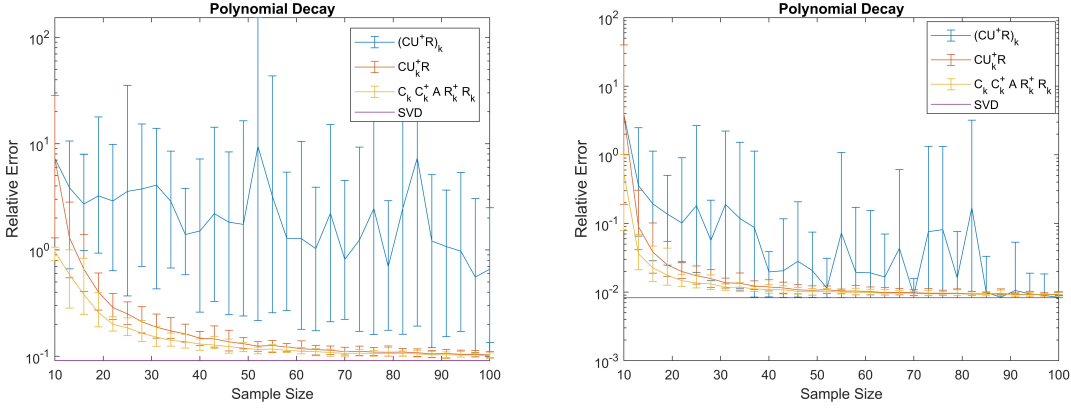 Polynomial Decay
10²
10¹
10⁰
10⁻¹
Relative Error
10 20 30 40 50 60 70 80 90 100
Sample Size
(CU⁺R)ₖ
CUₖ⁺R
Cₖ Cₖ⁺ A Rₖ⁺ Rₖ
SVD
Polynomial Decay
10²
10¹
10⁰
10⁻¹
10⁻²
10⁻³
Relative Error
10 20 30 40 50 60 70 80 90 100
Sample Size
(CU⁺R)ₖ
CUₖ⁺R
Cₖ Cₖ⁺ A Rₖ⁺ Rₖ
SVD